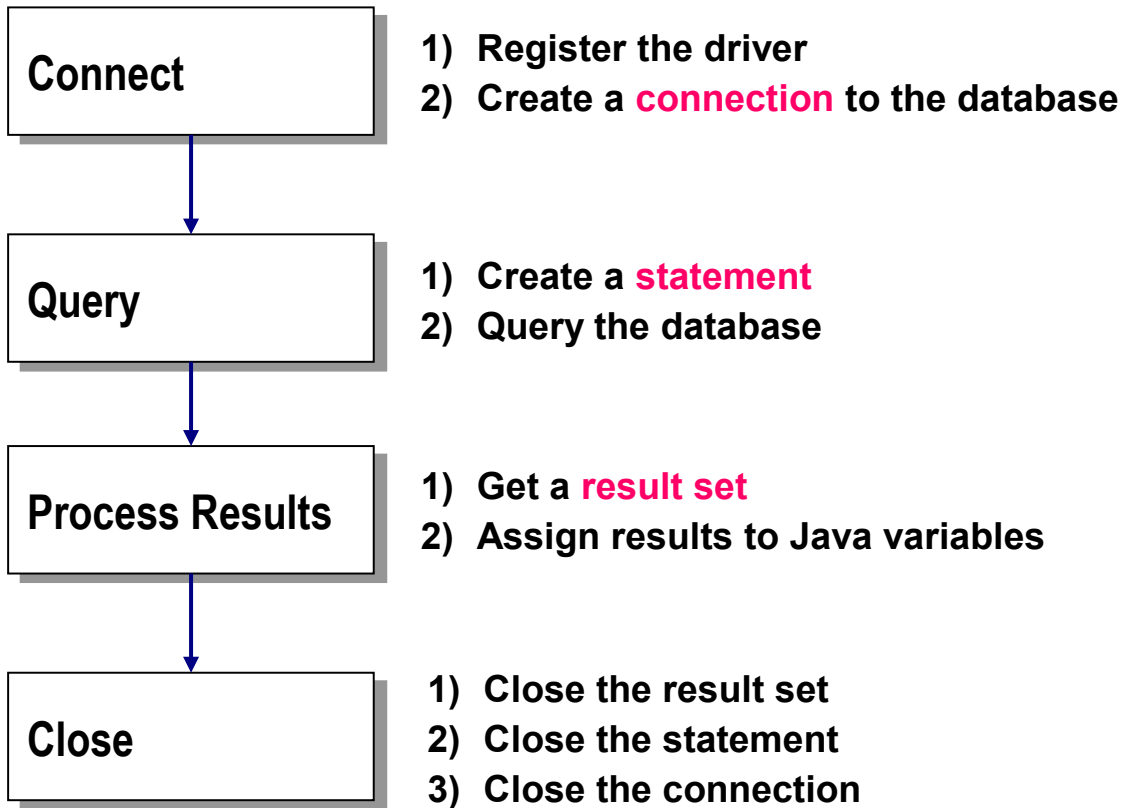 Connect
1) Register the driver
2) Create a connection to the database
Query
1) Create a statement
2) Query the database
Process Results
1) Get a result set
2) Assign results to Java variables
Close
1) Close the result set
2) Close the statement
3) Close the connection